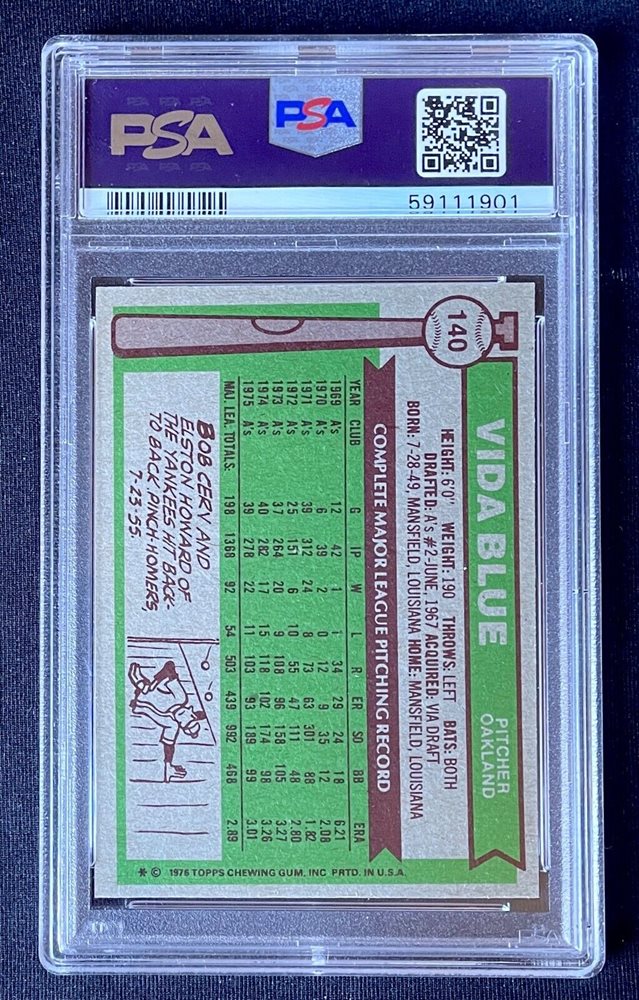 PSA
PSA
59111901
140
VIDA BLUE
PITCHER
OAKLAND
HEIGHT: 6'0" WEIGHT: 190 THROWS: LEFT BATS: BOTH
DRAFTED: A's #2-JUNE, 1967 ACQUIRED: VIA DRAFT
BORN: 7-28-49, MANSFIELD, LOUISIANA HOME: MANSFIELD, LOUISIANA
COMPLETE MAJOR LEAGUE PITCHING RECORD
YEAR CLUB G IP W L R ER SO BB ERA
1969 A's 12 42 1 1 34 29 24 18 6.21
1970 A's 6 39 2 0 12 9 35 12 2.08
1971 A's 39 312 24 8 73 63 301 88 1.82
1972 A's 25 151 6 10 55 47 111 48 2.80
1973 A's 37 264 20 9 108 96 158 105 3.27
1974 A's 40 282 17 15 118 102 174 98 3.26
1975 A's 39 278 22 11 103 93 189 99 3.01
MAJ. LEA. TOTALS: 198 1368 92 54 503 439 992 468 2.89
BOB CERV AND
ELSTON HOWARD OF
THE YANKEES HIT BACK-
TO BACK PINCH-HOMERS,
7-23-55.
* © 1976 TOPPS CHEWING GUM, INC. PRTD. IN U.S.A.